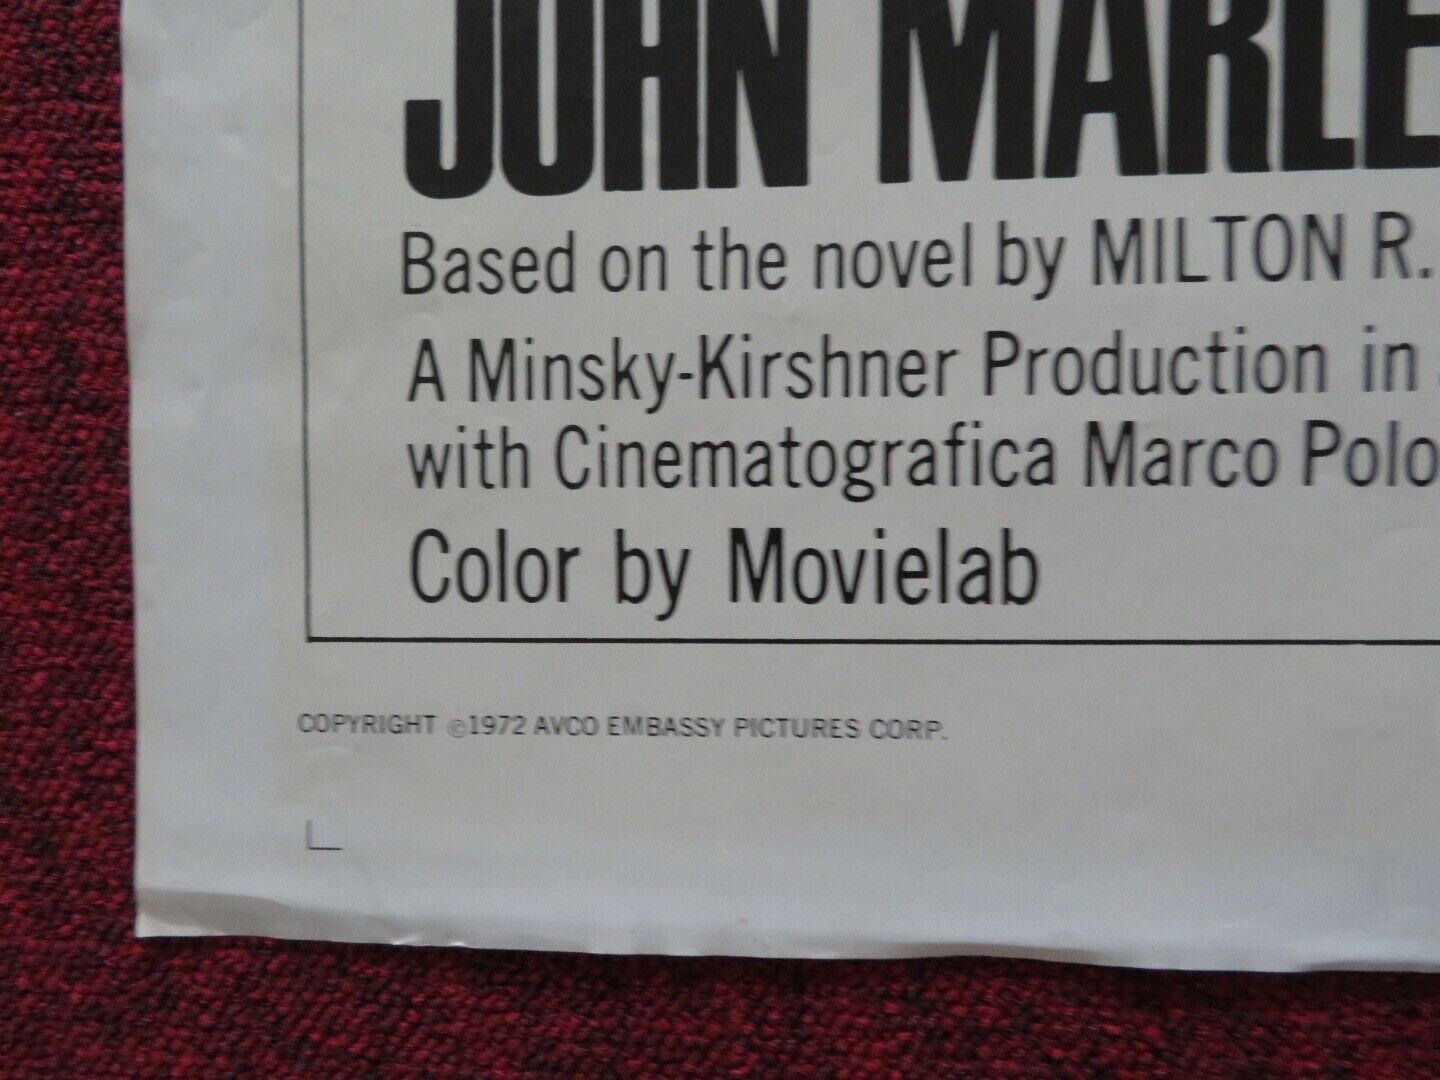 JOHN MARLE
Based on the novel by MILTON R.
A Minsky-Kirshner Production in
with Cinematografica Marco Polo
Color by Movielab
COPYRIGHT ©1972 AVCO EMBASSY PICTURES CORP.